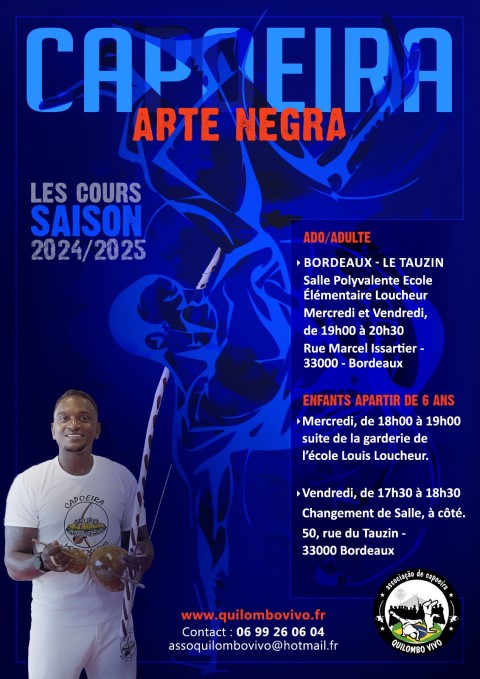 CAPOEIRA
ARTE NEGRA
LES COURS
SAISON
2024/2025
ADO/ADULTE
BORDEAUX - LE TAUZIN
Salle Polyvalente Ecole
Élémentaire Loucheur
Mercredi et Vendredi,
de 19h00 à 20h30
Rue Marcel Issartier -
33000 - Bordeaux
ENFANTS APARTIR DE 6 ANS
Mercredi, de 18h00 à 19h00
suite de la garderie de
l'école Louis Loucheur.
Vendredi, de 17h30 à 18h30
Changement de Salle, à côté.
50, rue du Tauzin -
33000 Bordeaux
CAPOEIRA
www.quilombovivo.fr
Contact : 06 99 26 06 04
assoquilombovivo@hotmail.fr
associação de capoeira
QUILOMBO VIVO